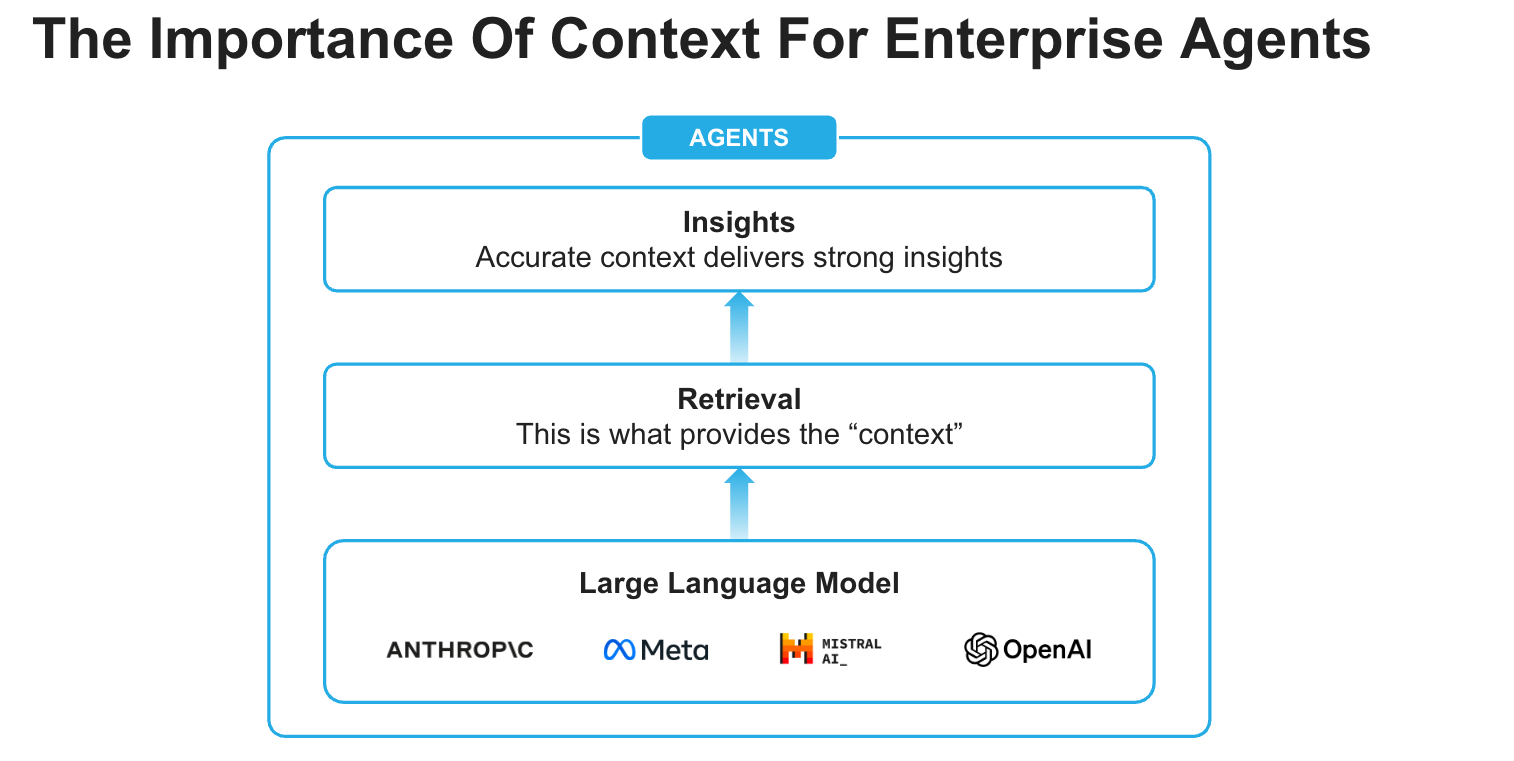 The Importance Of Context For Enterprise Agents
AGENTS
Insights
Accurate context delivers strong insights
Retrieval
This is what provides the “context”
Large Language Model
ANTHROP\C
Meta
MISTRAL
AI_
OpenAI